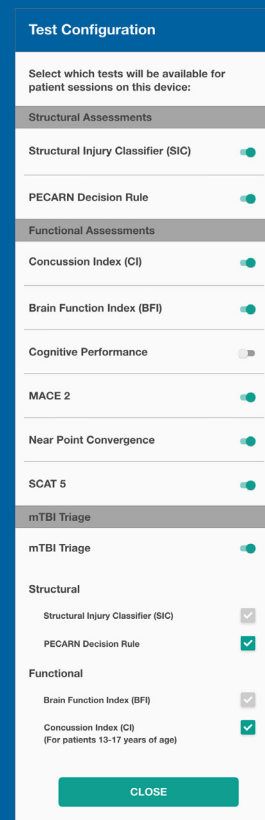 Test Configuration
Select which tests will be available for
patient sessions on this device:
Structural Assessments
Structural Injury Classifier (SIC)
PECARN Decision Rule
Functional Assessments
Concussion Index (CI)
Brain Function Index (BFI)
Cognitive Performance
MACE 2
Near Point Convergence
SCAT 5
mTBI Triage
mTBI Triage
Structural
Structural Injury Classifier (SIC)
PECARN Decision Rule
Functional
Brain Function Index (BFI)
Concussion Index (CI)
(For patients 13-17 years of age)
CLOSE